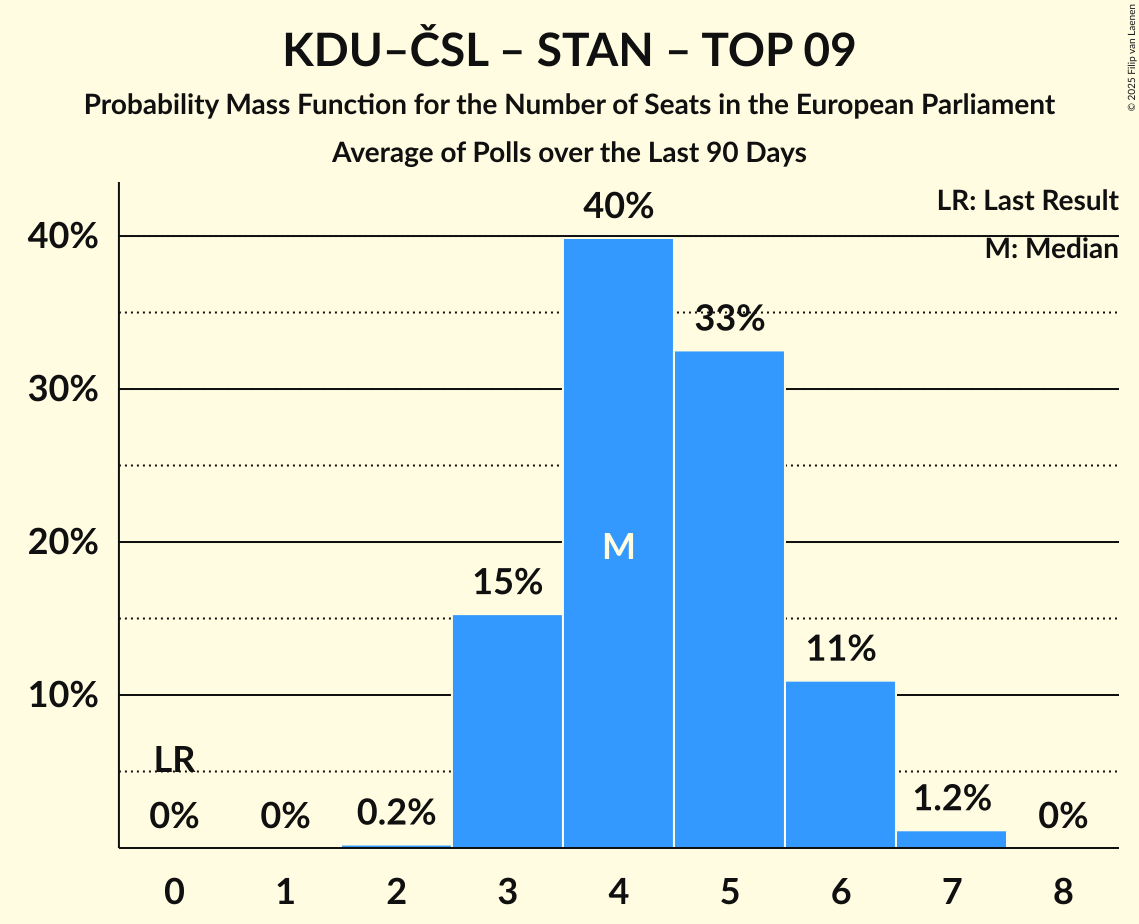 KDU–ČSL – STAN – TOP 09
Probability Mass Function for the Number of Seats in the European Parliament
Average of Polls over the Last 90 Days
© 2025 Filip van Laenen
LR: Last Result
M: Median
40%
30%
20%
10%
LR
0%
0%
0.2%
15%
40%
M
33%
11%
1.2%
0%
0 1 2 3 4 5 6 7 8